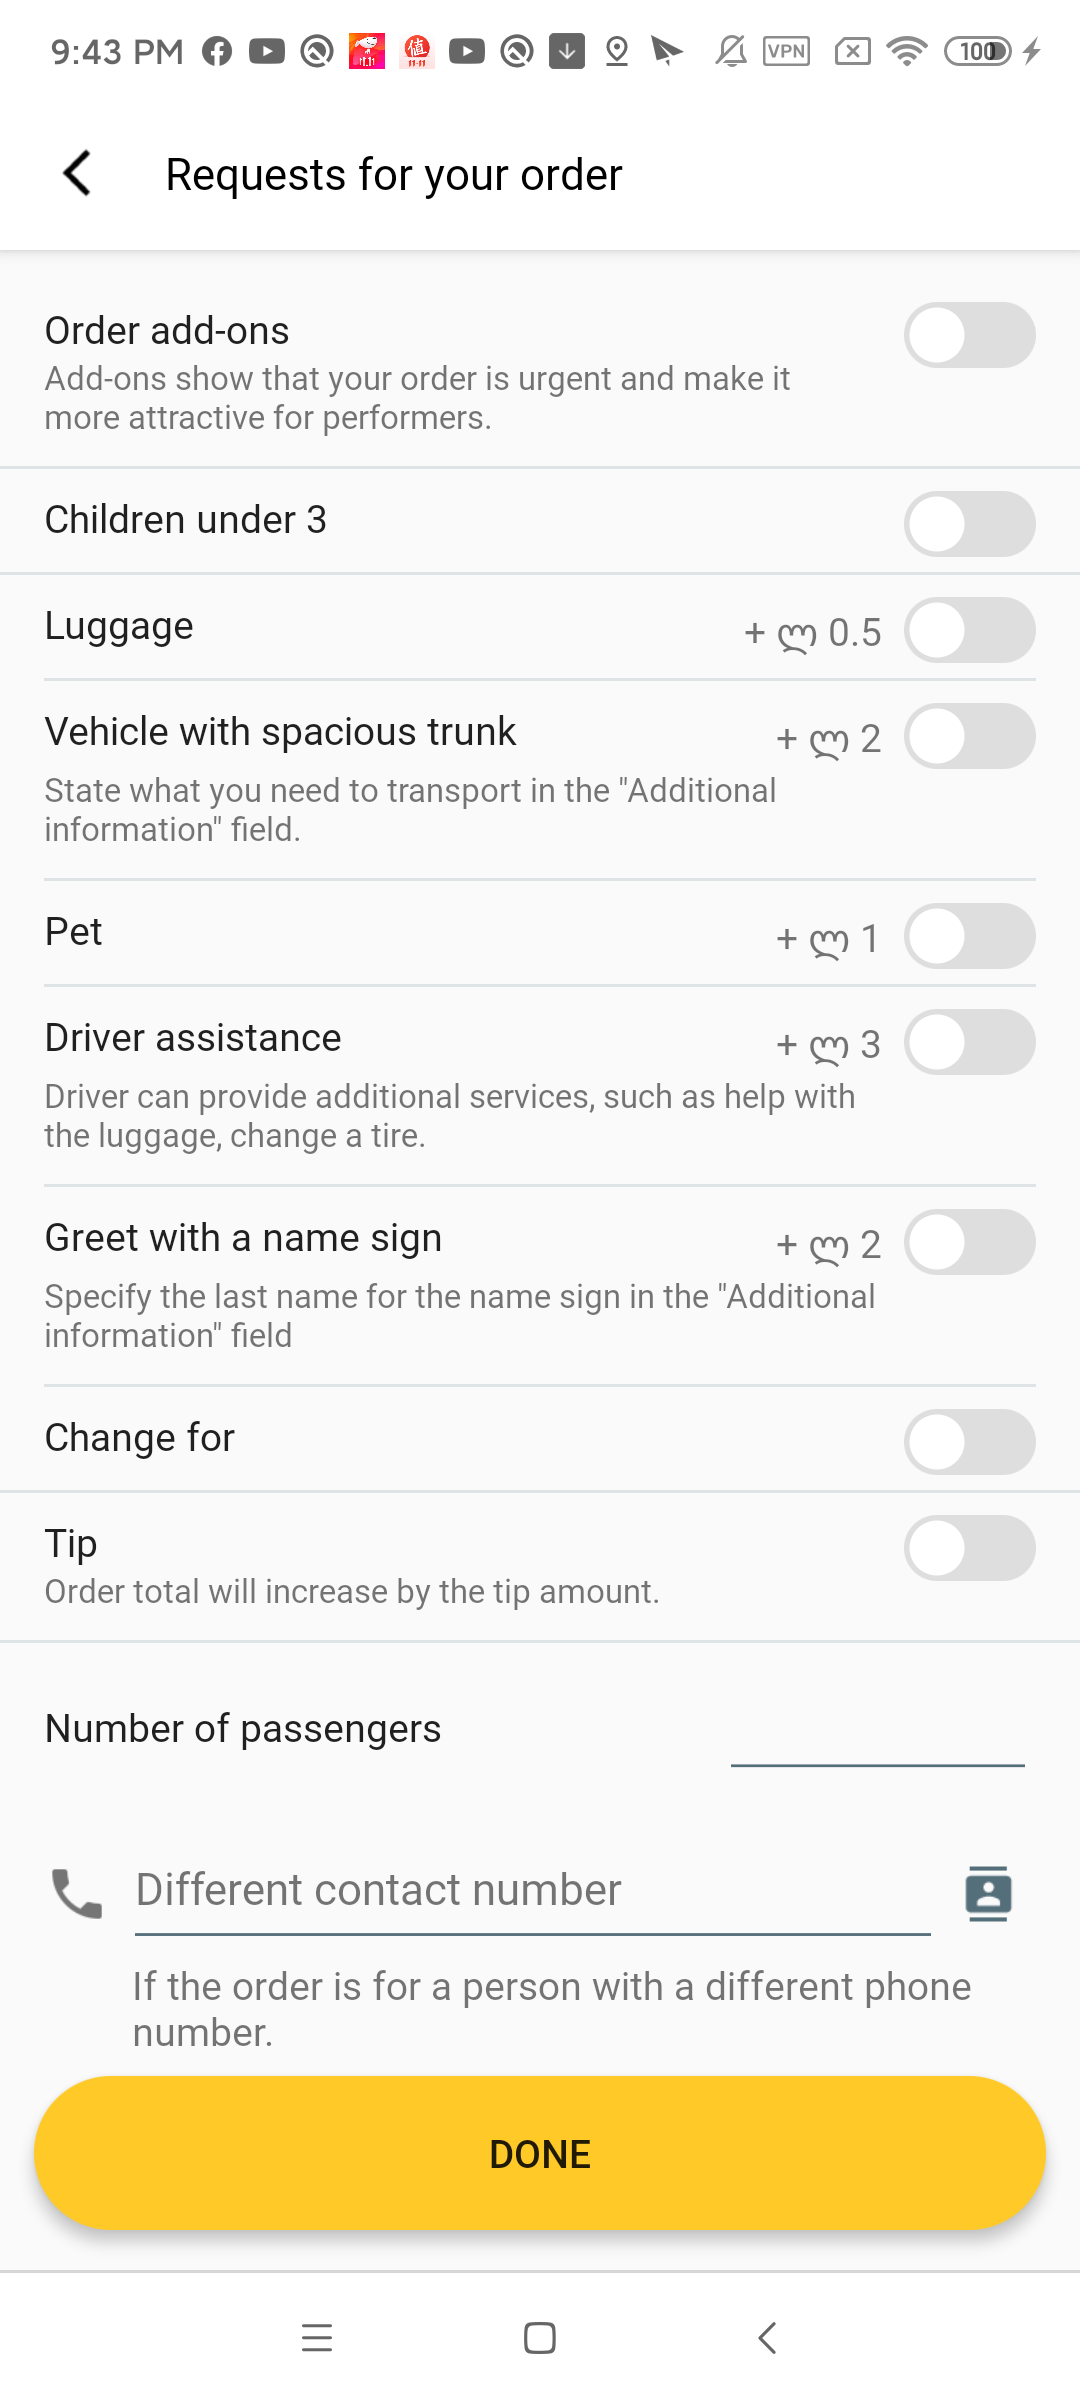 9:43 PM
VPN
100
Requests for your order
Order add-ons
Add-ons show that your order is urgent and make it
more attractive for performers.
Children under 3
Luggage + ლ 0.5
Vehicle with spacious trunk + ლ 2
State what you need to transport in the "Additional
information" field.
Pet + ლ 1
Driver assistance + ლ 3
Driver can provide additional services, such as help with
the luggage, change a tire.
Greet with a name sign + ლ 2
Specify the last name for the name sign in the "Additional
information" field
Change for
Tip
Order total will increase by the tip amount.
Number of passengers
Different contact number
If the order is for a person with a different phone
number.
DONE